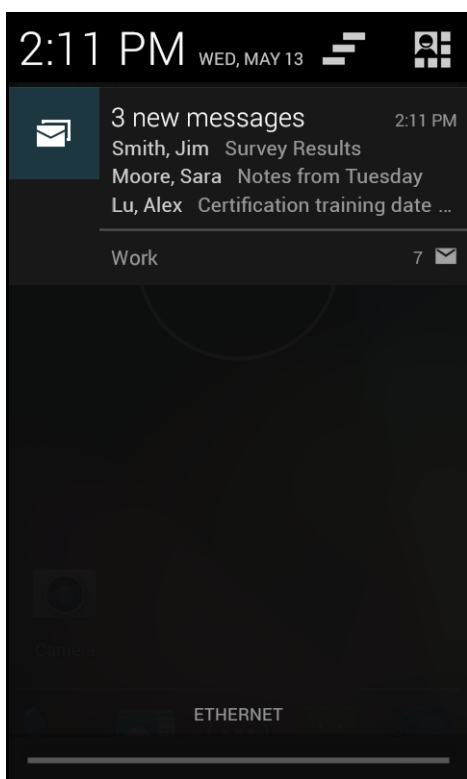 2:11 PM WED, MAY 13
3 new messages 2:11 PM
Smith, Jim Survey Results
Moore, Sara Notes from Tuesday
Lu, Alex Certification training date ...
Work 7
Camera
ETHERNET